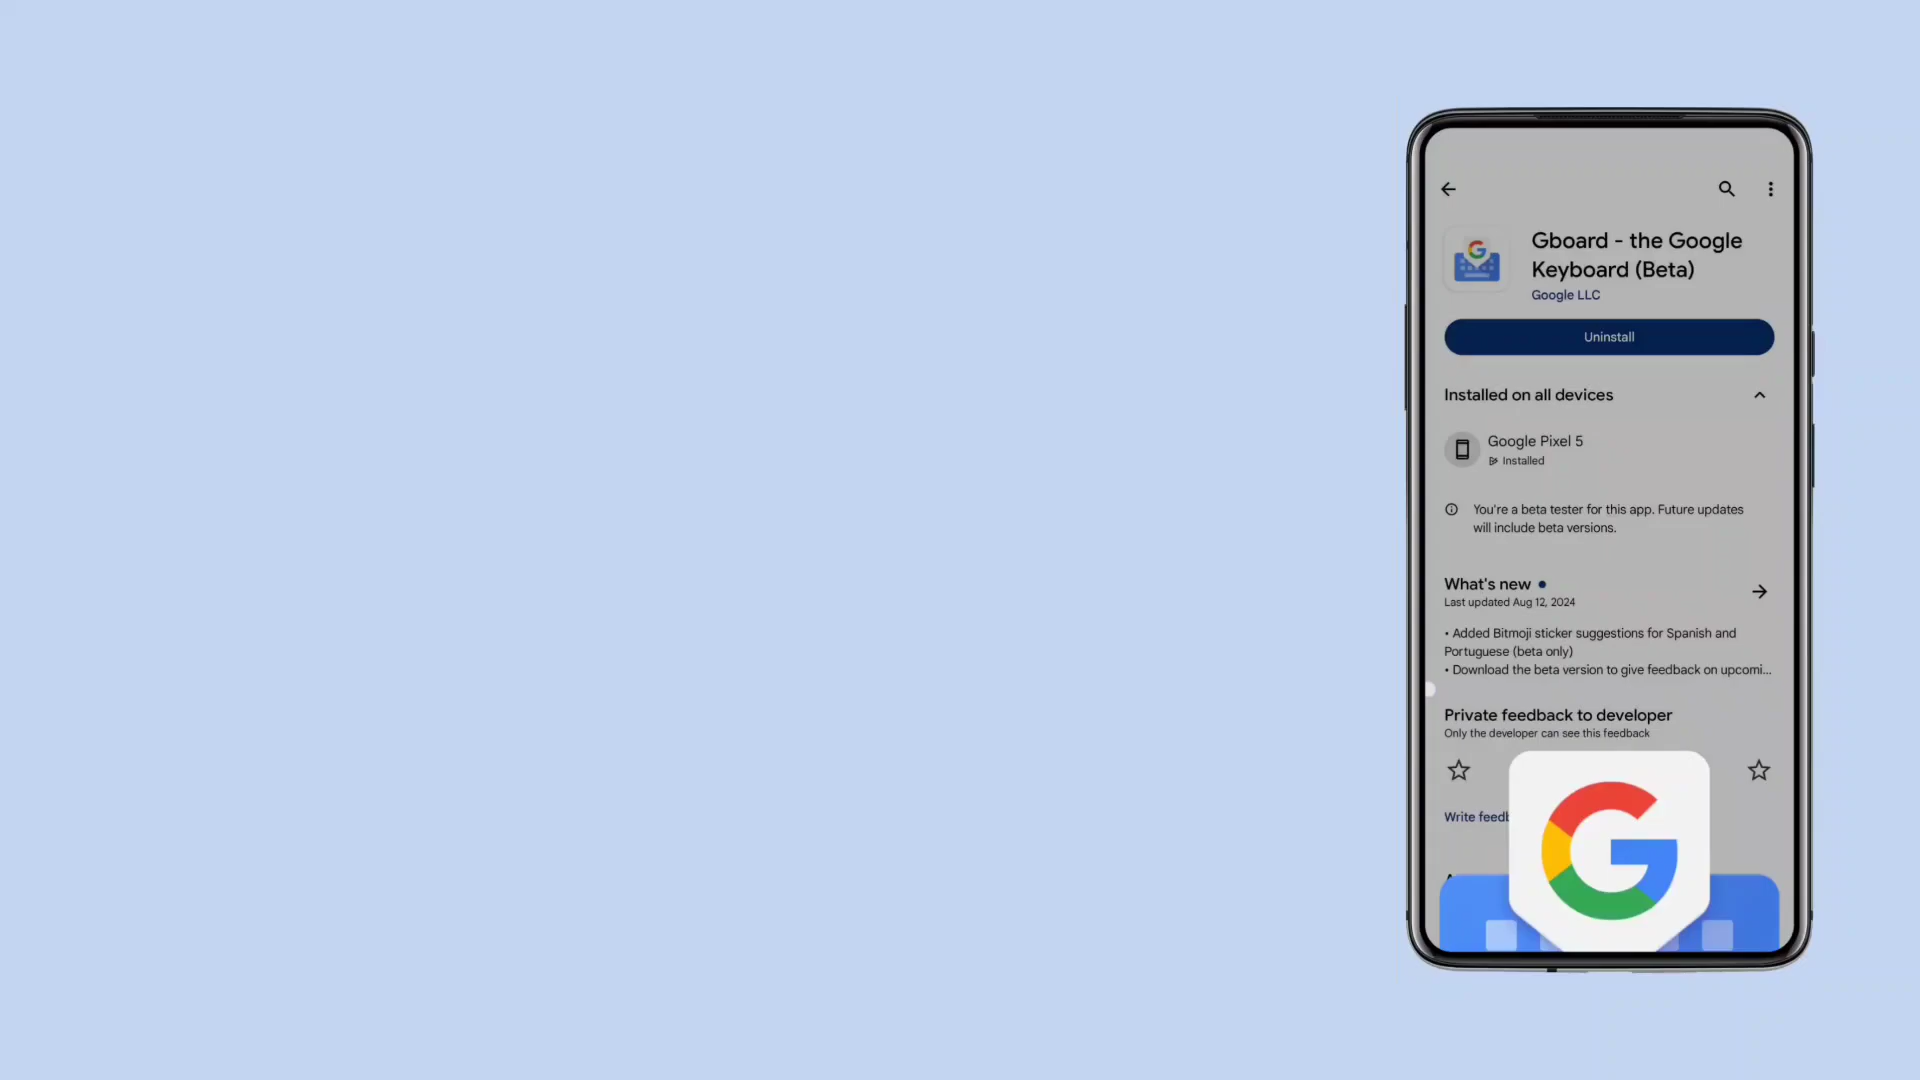 Gboard - the Google
Keyboard (Beta)
Google LLC
Uninstall
Installed on all devices
Google Pixel 5
Installed
You're a beta tester for this app. Future updates
will include beta versions.
What's new
Last updated Aug 12, 2024
• Added Bitmoji sticker suggestions for Spanish and
Portuguese (beta only)
• Download the beta version to give feedback on upcomi...
Private feedback to developer
Only the developer can see this feedback
Write